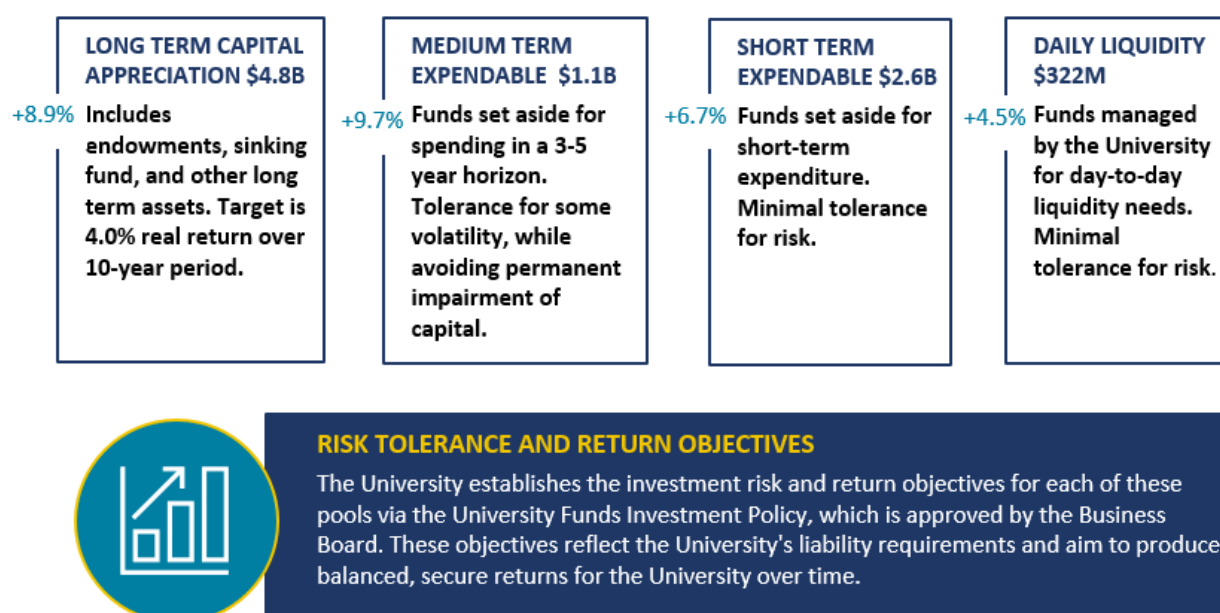 LONG TERM CAPITAL
APPRECIATION $4.8B
+8.9%
Includes
endowments, sinking
fund, and other long
term assets. Target is
4.0% real return over
10-year period.
MEDIUM TERM
EXPENDABLE $1.1B
+9.7%
Funds set aside for
spending in a 3-5
year horizon.
Tolerance for some
volatility, while
avoiding permanent
impairment of
capital.
SHORT TERM
EXPENDABLE $2.6B
+6.7%
Funds set aside for
short-term
expenditure.
Minimal tolerance
for risk.
DAILY LIQUIDITY
$322M
+4.5%
Funds managed
by the University
for day-to-day
liquidity needs.
Minimal
tolerance for risk.
RISK TOLERANCE AND RETURN OBJECTIVES
The University establishes the investment risk and return objectives for each of these
pools via the University Funds Investment Policy, which is approved by the Business
Board. These objectives reflect the University's liability requirements and aim to produce
balanced, secure returns for the University over time.